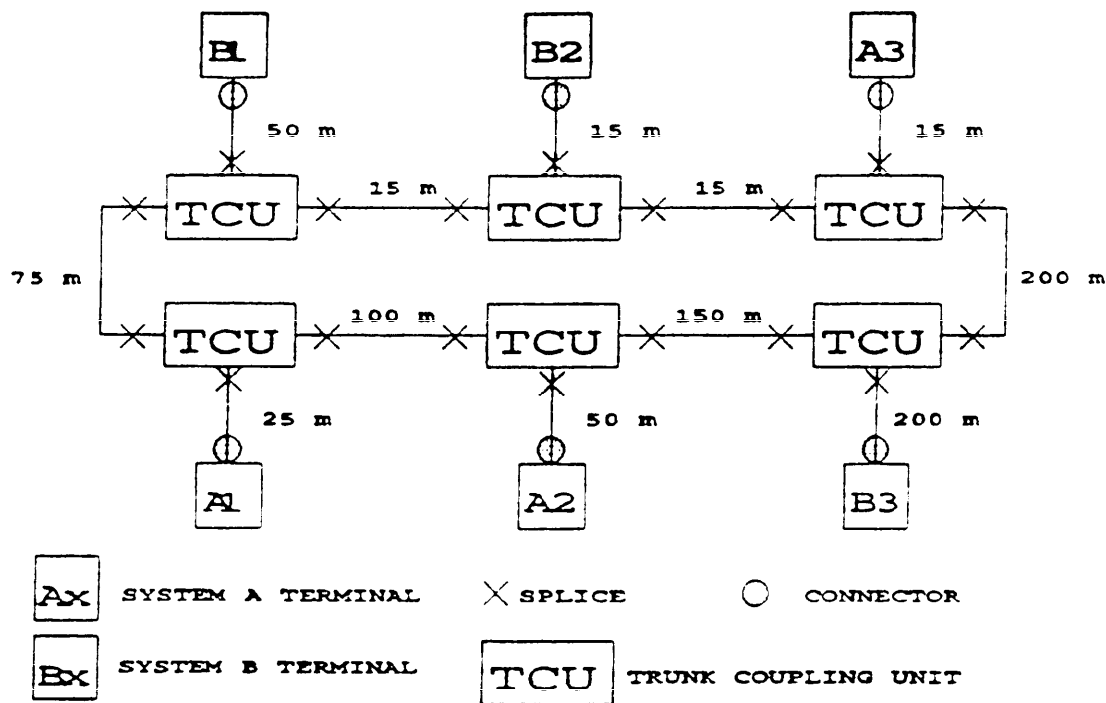 B1 B2 A3
50 m 15 m 15 m
15 m 15 m
TCU TCU TCU
75 m 200 m
100 m 150 m
TCU TCU TCU
25 m 50 m 200 m
A1 A2 B3
Ax SYSTEM A TERMINAL SPLICE CONNECTOR
Bx SYSTEM B TERMINAL TCU TRUNK COUPLING UNIT